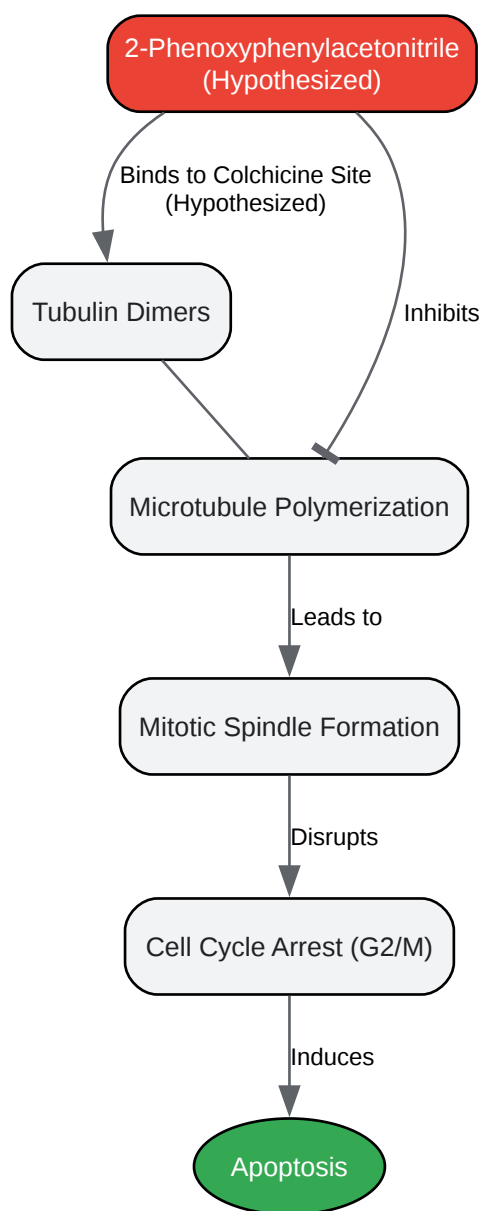 2-Phenoxyphenylacetonitrile
(Hypothesized)
Binds to Colchicine Site
(Hypothesized)
Tubulin Dimers
Inhibits
Microtubule Polymerization
Leads to
Mitotic Spindle Formation
Disrupts
Cell Cycle Arrest (G2/M)
Induces
Apoptosis